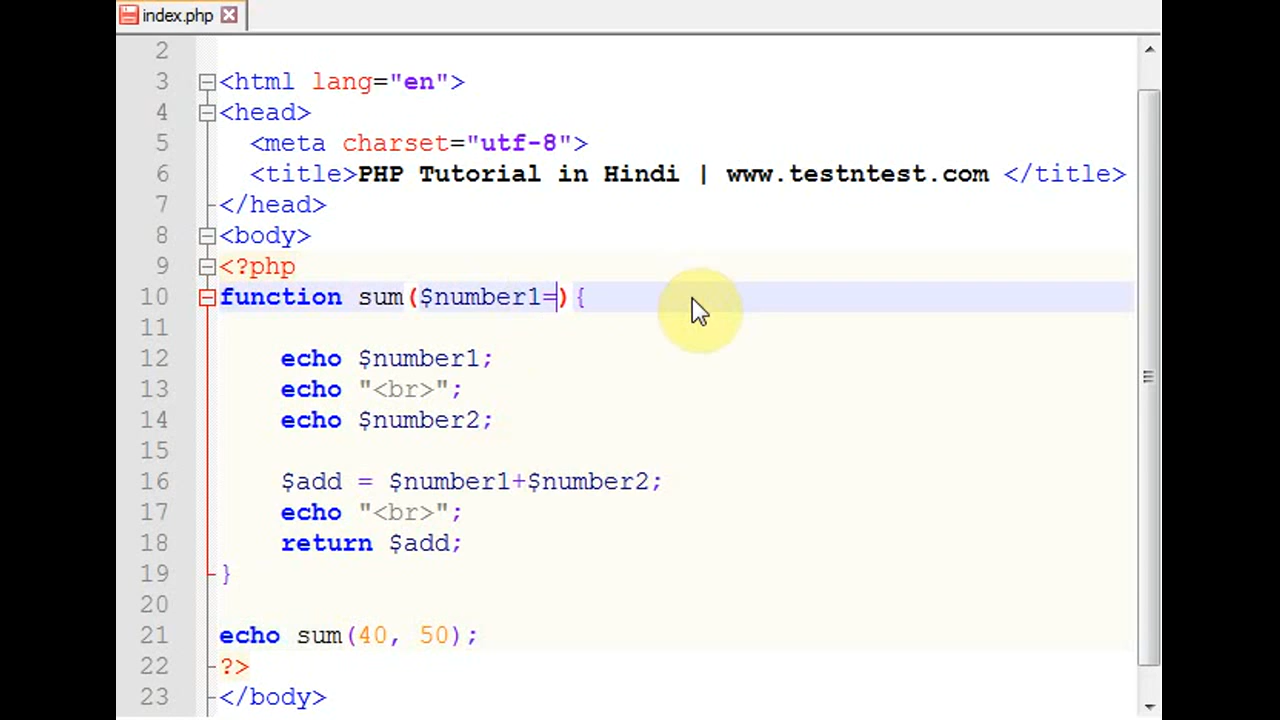 index.php
2
3 <html lang="en">
4 <head>
5 <meta charset="utf-8">
6 <title>PHP Tutorial in Hindi | www.testntest.com </title>
7 </head>
8 <body>
9 <?php
10 function sum($number1=){
11
12 echo $number1;
13 echo "<br>";
14 echo $number2;
15
16 $add = $number1+$number2;
17 echo "<br>";
18 return $add;
19 }
20
21 echo sum(40, 50);
22 ?>
23 </body>